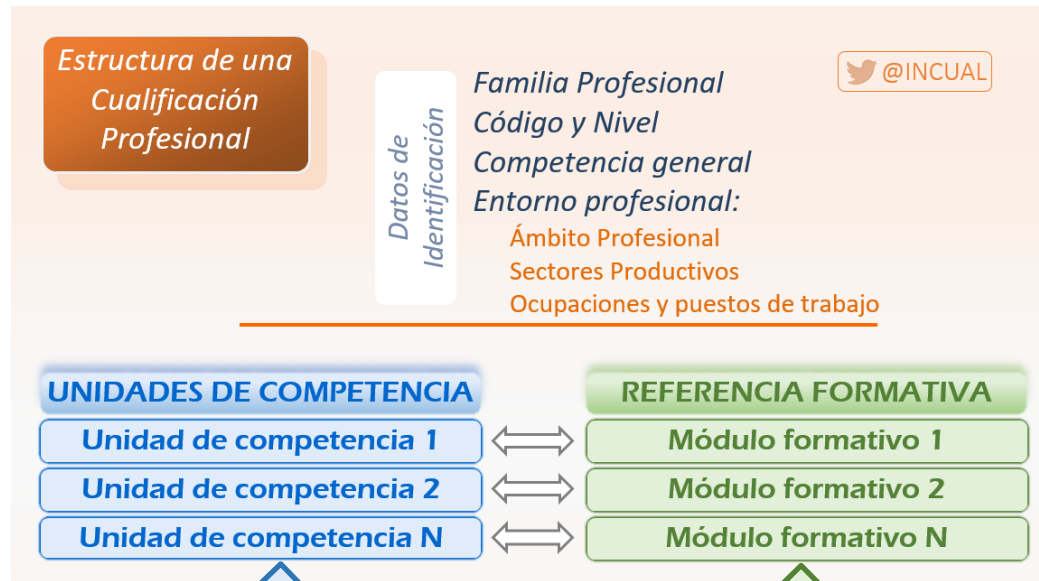 Estructura de una
Cualificación
Profesional
Datos de
Identificación
Familia Profesional
Código y Nivel
Competencia general
Entorno profesional:
Ámbito Profesional
Sectores Productivos
Ocupaciones y puestos de trabajo
@INCUAL
UNIDADES DE COMPETENCIA
REFERENCIA FORMATIVA
Unidad de competencia 1
Módulo formativo 1
Unidad de competencia 2
Módulo formativo 2
Unidad de competencia N
Módulo formativo N